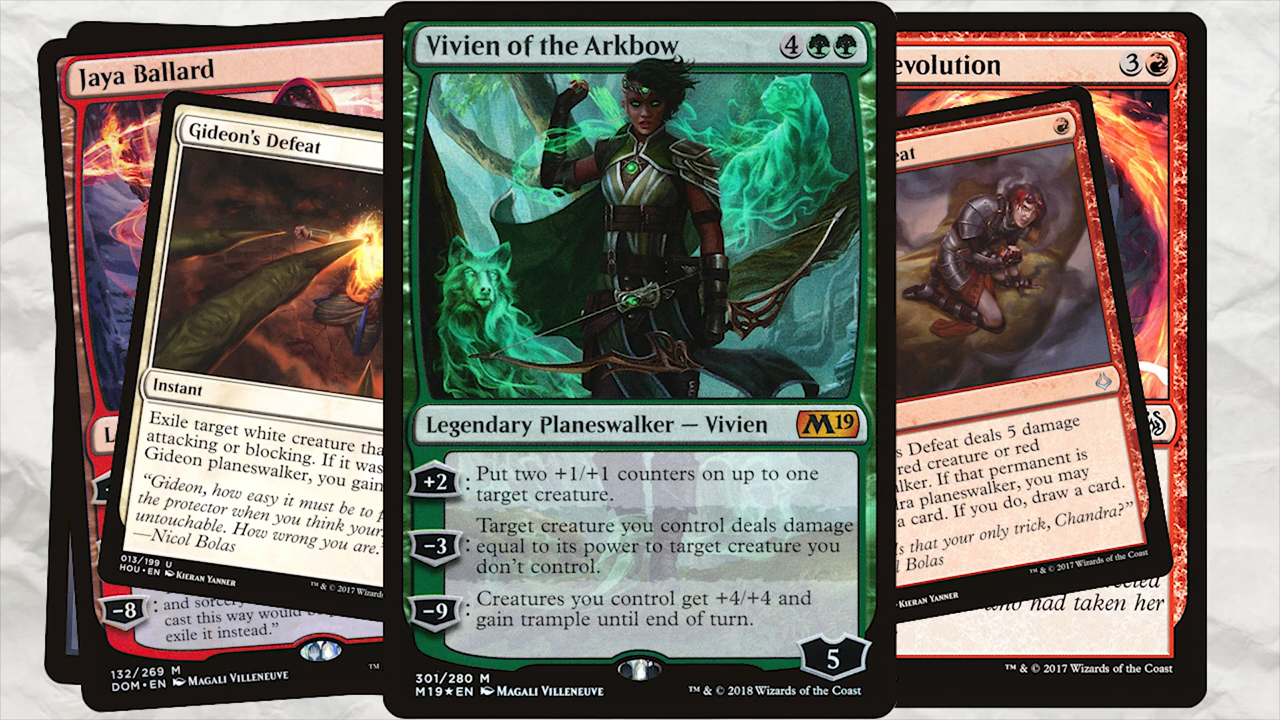 Jaya Ballard
Gideon's Defeat
Instant
Exile target white creature tha
attacking or blocking. If it was
Gideon planeswalker, you gain
"Gideon, how easy it must be to
the protector when you think your
untouchable. How wrong you are."
—Nicol Bolas
013/199 U
HOU • EN Kieran Yanner
™ & © 2017 Wizards
L
-8 : and sorcery
cast this way would
exile it instead."
132/269 M
DOM • EN Magali Villeneuve
™
Vivien of the Arkbow 4
Legendary Planeswalker — Vivien M19
+2 : Put two +1/+1 counters on up to one
target creature.
Target creature you control deals damage
-3 : equal to its power to target creature you
don't control.
-9 : Creatures you control get +4/+4 and
gain trample until end of turn.
5
301/280 M
M19★EN Magali Villeneuve
™ & © 2018 Wizards of the Coast
evolution 3
eat
s Defeat deals 5 damage
red creature or red
lker. If that permanent is
ra planeswalker, you may
a card. If you do, draw a card.
Is that your only trick, Chandra?"
l Bolas
Kieran Yanner
™ & © 2017 Wizards of the Coast
who had taken her
™ & © 2017 Wizards of the Coast